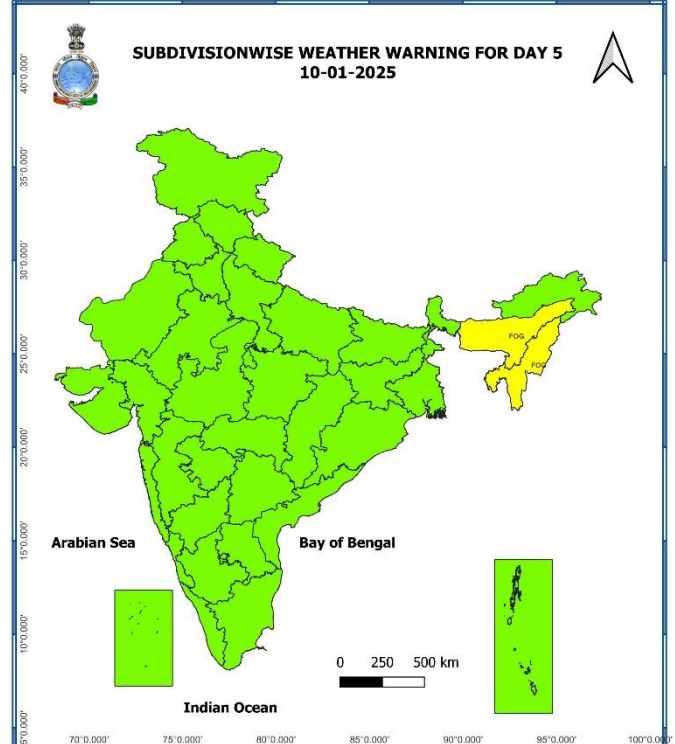 SUBDIVISIONWISE WEATHER WARNING FOR DAY 5
10-01-2025
40°0.000'
35°0.000'
30°0.000'
25°0.000'
20°0.000'
15°0.000'
10°0.000'
5°0.000'
FOG
FOG
Arabian Sea
Bay of Bengal
0 250 500 km
Indian Ocean
70°0.000' 75°0.000' 80°0.000' 85°0.000' 90°0.000' 95°0.000' 100°0.000'